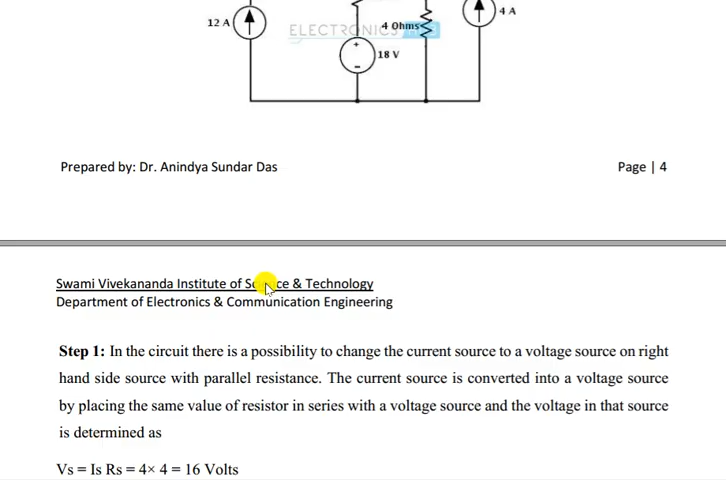 12 A
4 A
ELECTRONICS HUB
4 Ohms
+
18 V
-
Prepared by: Dr. Anindya Sundar Das
Page | 4
Swami Vivekananda Institute of Science & Technology
Department of Electronics & Communication Engineering
Step 1: In the circuit there is a possibility to change the current source to a voltage source on right
hand side source with parallel resistance. The current source is converted into a voltage source
by placing the same value of resistor in series with a voltage source and the voltage in that source
is determined as
Vs = Is Rs = 4× 4 = 16 Volts